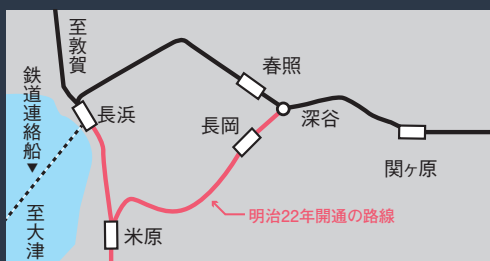 至敦賀
春照
鉄道連絡船▼
長浜
長岡
深谷
関ヶ原
至大津
明治22年開通の路線
米原